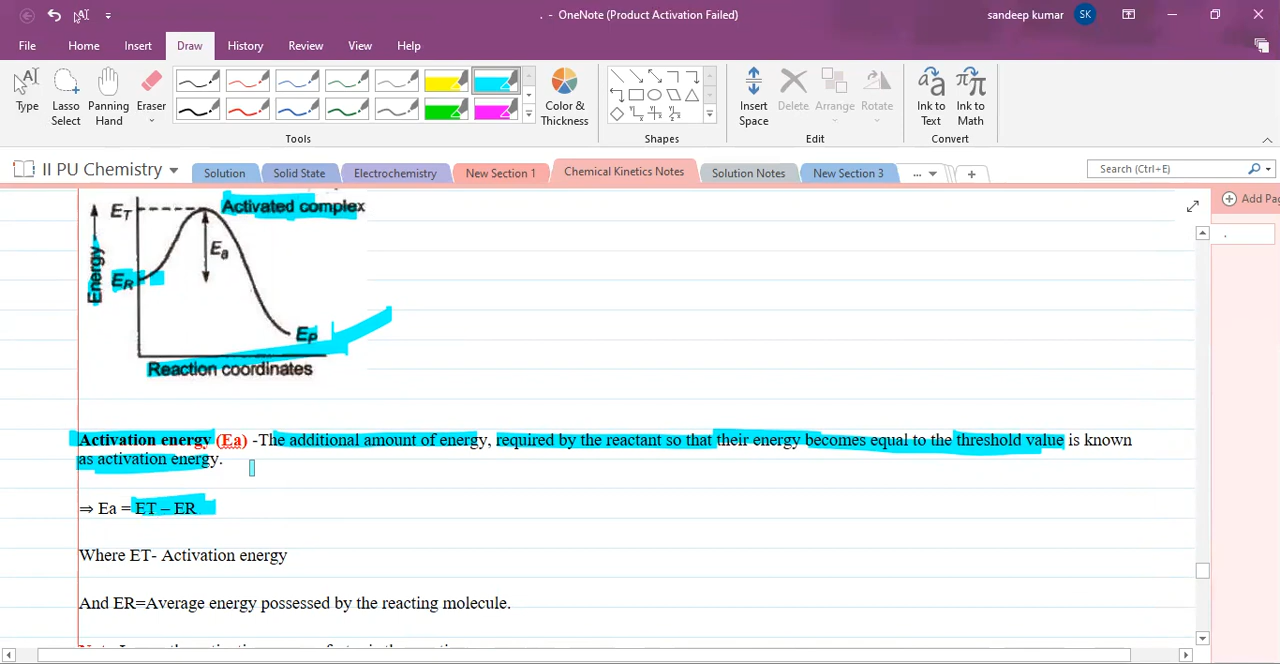 . - OneNote (Product Activation Failed)
sandeep kumar SK
File Home Insert Draw History Review View Help
Type Lasso Select Panning Hand Eraser Color & Thickness Insert Space Delete Arrange Rotate Ink to Text Ink to Math
Tools Shapes Edit Convert
II PU Chemistry Solution Solid State Electrochemistry New Section 1 Chemical Kinetics Notes Solution Notes New Section 3 ... Search (Ctrl+E)
Add Pag
.
ET Activated complex
Ea
Energy
ER
EP
Reaction coordinates
Activation energy (Ea) -The additional amount of energy, required by the reactant so that their energy becomes equal to the threshold value is known
as activation energy.
⇒ Ea = ET – ER
Where ET- Activation energy
And ER=Average energy possessed by the reacting molecule.